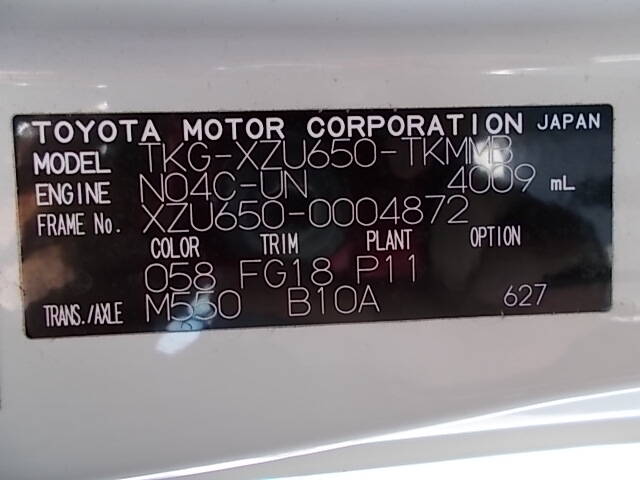 TOYOTA MOTOR CORPORATION JAPAN
MODEL TKG-XZU650-TKMMB
ENGINE N04C-UN 4009 mL
FRAME No. XZU650-0004872
COLOR TRIM PLANT OPTION
058 FG18 P11
TRANS./AXLE M550 B10A 627